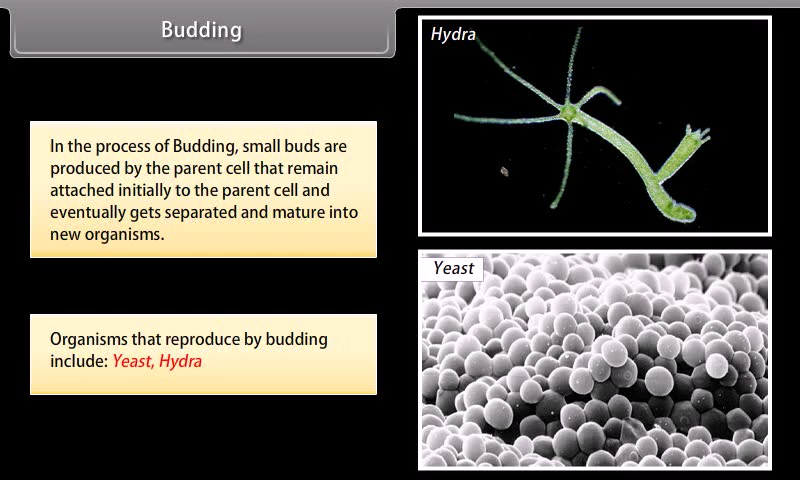 Budding
In the process of Budding, small buds are
produced by the parent cell that remain
attached initially to the parent cell and
eventually gets separated and mature into
new organisms.
Organisms that reproduce by budding
include: Yeast, Hydra
Hydra
Yeast